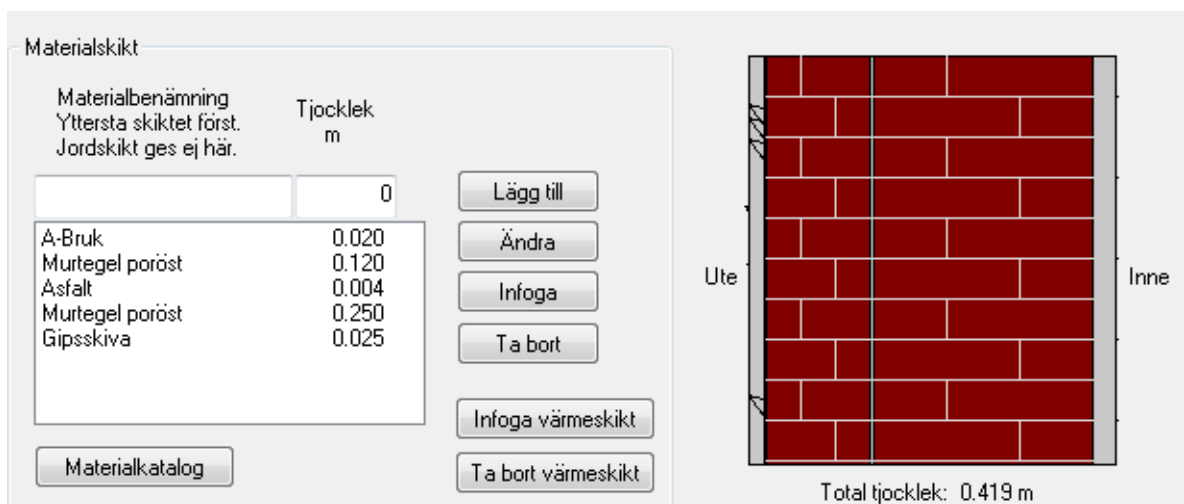 Materialskikt
Materialbenämning
Yttersta skiktet först.
Jordskikt ges ej här.
Tjocklek
m
0
Lägg till
A-Bruk 0.020
Murtegel poröst 0.120
Asfalt 0.004
Murtegel poröst 0.250
Gipsskiva 0.025
Ändra
Infoga
Ta bort
Infoga värmeskikt
Materialkatalog
Ta bort värmeskikt
Ute
Inne
Total tjocklek: 0.419 m